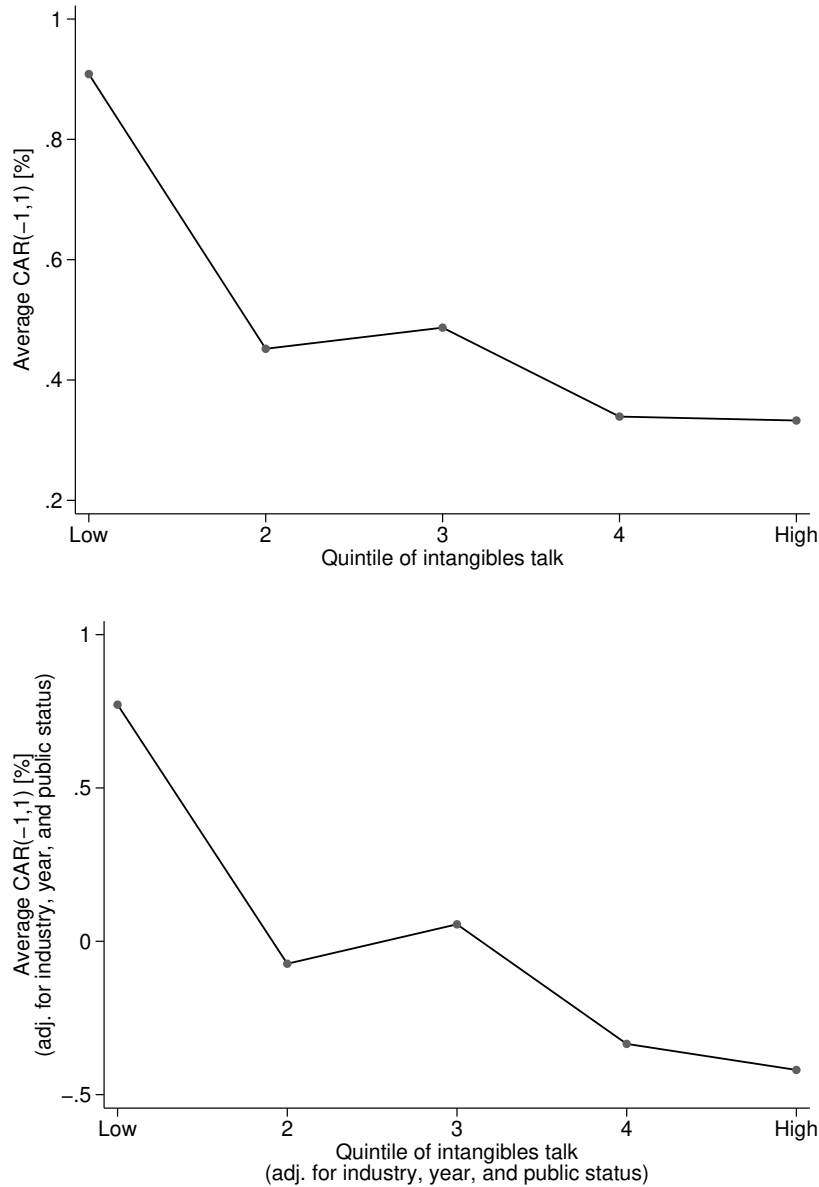 1
.8
.6
.4
.2
Average CAR(−1,1) [%]
Low 2 3 4 High
Quintile of intangibles talk
1
.5
0
−.5
Average CAR(−1,1) [%]
(adj. for industry, year, and public status)
Low 2 3 4 High
Quintile of intangibles talk
(adj. for industry, year, and public status)